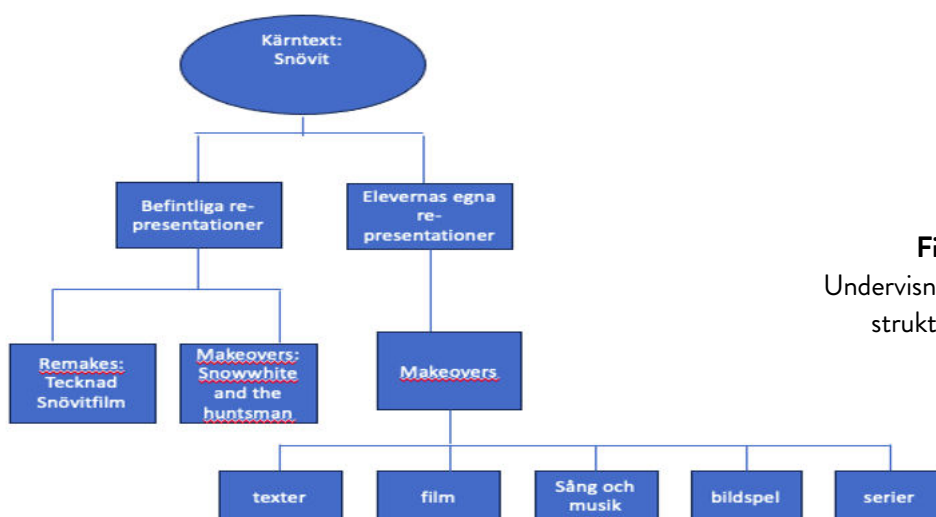 Kärntext:
Snövit
Befintliga re-
presentationer
Elevernas egna
re-
presentationer
Fi
Undervisn
strukt
Remakes:
Tecknad
Snövitfilm
Makeovers:
Snowwhite
and the
huntsman
Makeovers
texter
film
Sång och
musik
bildspel
serier